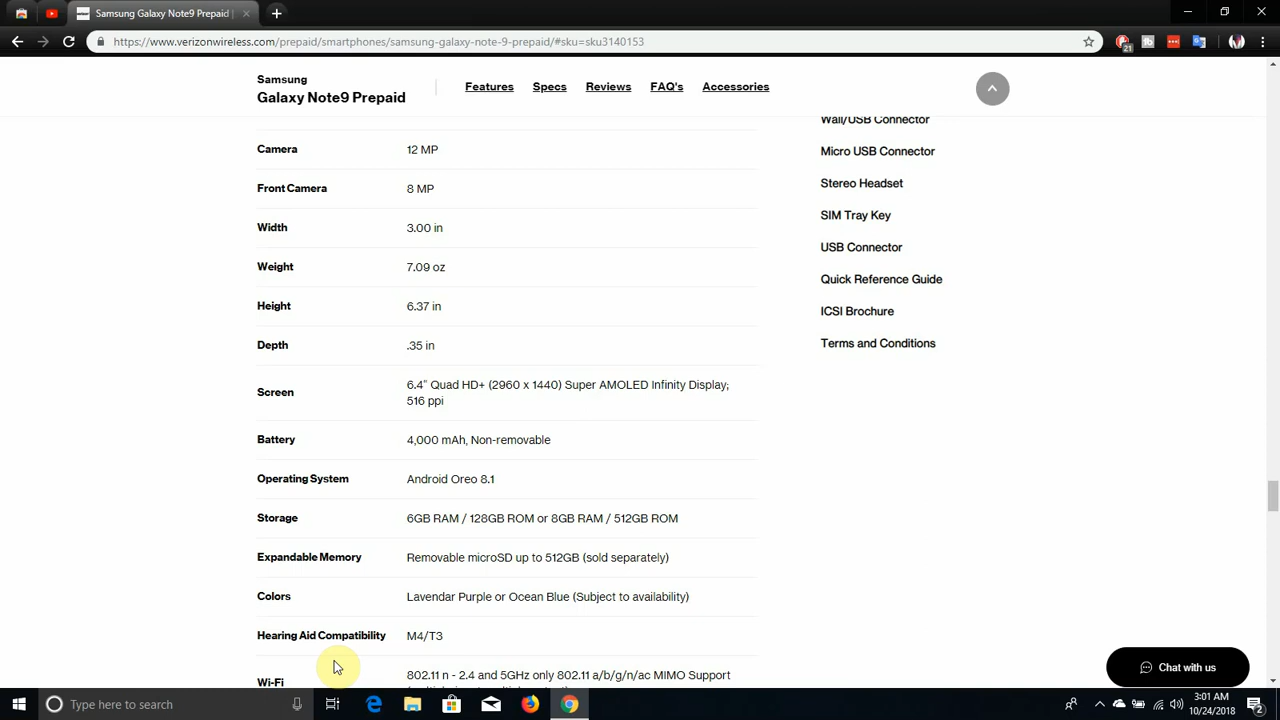 Samsung Galaxy Note9 Prepaid |
https://www.verizonwireless.com/prepaid/smartphones/samsung-galaxy-note-9-prepaid/#sku=sku3140153
21
Samsung
Galaxy Note9 Prepaid
Features
Specs
Reviews
FAQ's
Accessories
Camera 12 MP
Front Camera 8 MP
Width 3.00 in
Weight 7.09 oz
Height 6.37 in
Depth .35 in
Screen 6.4" Quad HD+ (2960 x 1440) Super AMOLED Infinity Display;
516 ppi
Battery 4,000 mAh, Non-removable
Operating System Android Oreo 8.1
Storage 6GB RAM / 128GB ROM or 8GB RAM / 512GB ROM
Expandable Memory Removable microSD up to 512GB (sold separately)
Colors Lavendar Purple or Ocean Blue (Subject to availability)
Hearing Aid Compatibility M4/T3
Wi-Fi 802.11 n - 2.4 and 5GHz only 802.11 a/b/g/n/ac MIMO Support
Wall/USB Connector
Micro USB Connector
Stereo Headset
SIM Tray Key
USB Connector
Quick Reference Guide
ICSI Brochure
Terms and Conditions
Chat with us
Type here to search
3:01 AM
10/24/2018
2